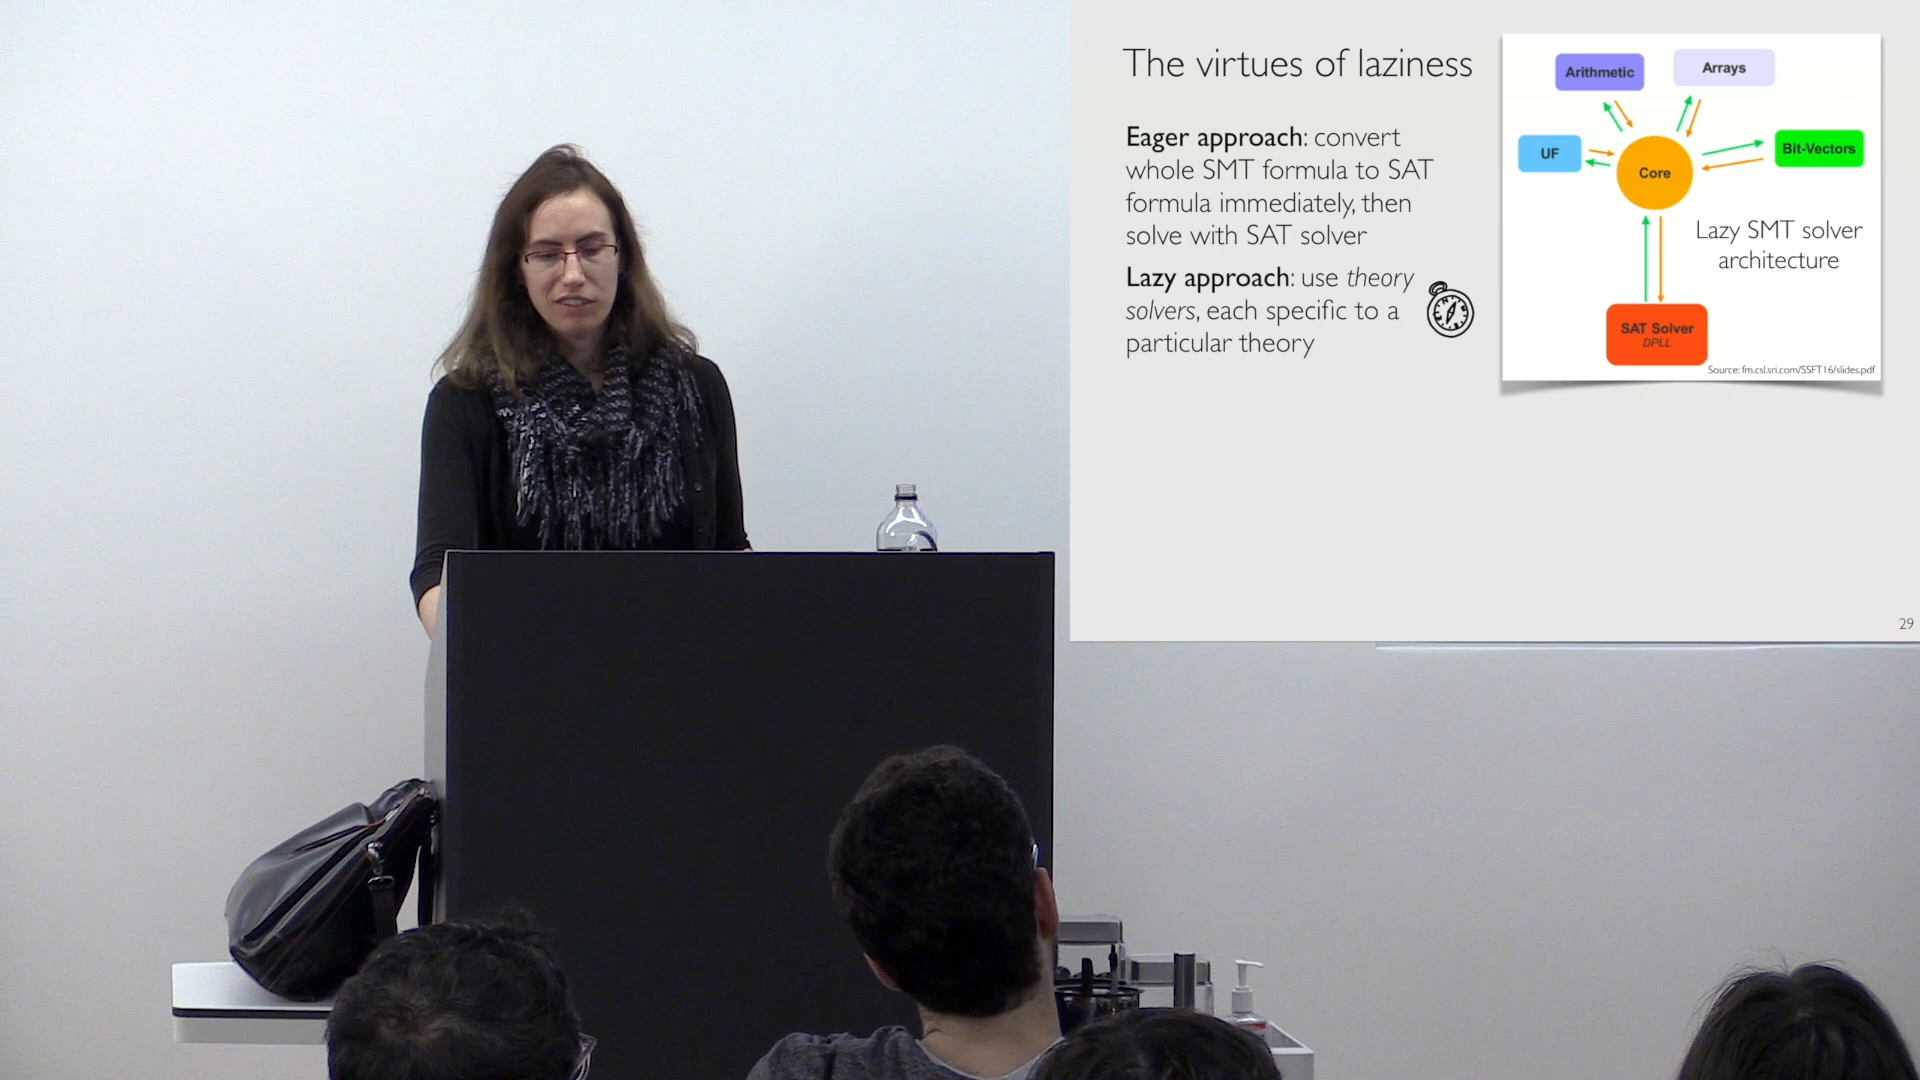 The virtues of laziness
Eager approach: convert
whole SMT formula to SAT
formula immediately, then
solve with SAT solver
Lazy approach: use theory
solvers, each specific to a
particular theory
Arithmetic
Arrays
UF
Bit-Vectors
Core
Lazy SMT solver
architecture
SAT Solver
DPLL
Source: fm.csl.sri.com/SSFT16/slides.pdf
29